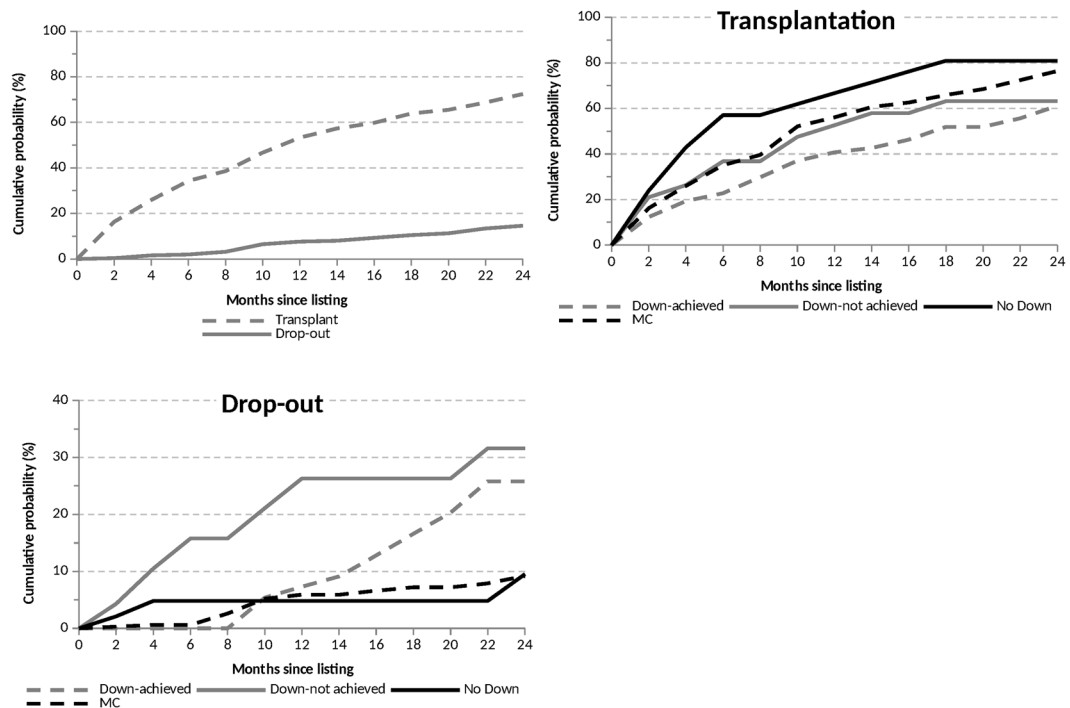 100
80
60
40
20
0
Cumulative probability (%)
0 2 4 6 8 10 12 14 16 18 20 22 24
Months since listing
Transplant
Drop-out
Transplantation
100
80
60
40
20
0
Cumulative probability (%)
0 2 4 6 8 10 12 14 16 18 20 22 24
Months since listing
Down-achieved Down-not achieved No Down
MC
Drop-out
40
30
20
10
0
Cumulative probability (%)
0 2 4 6 8 10 12 14 16 18 20 22 24
Months since listing
Down-achieved Down-not achieved No Down
MC